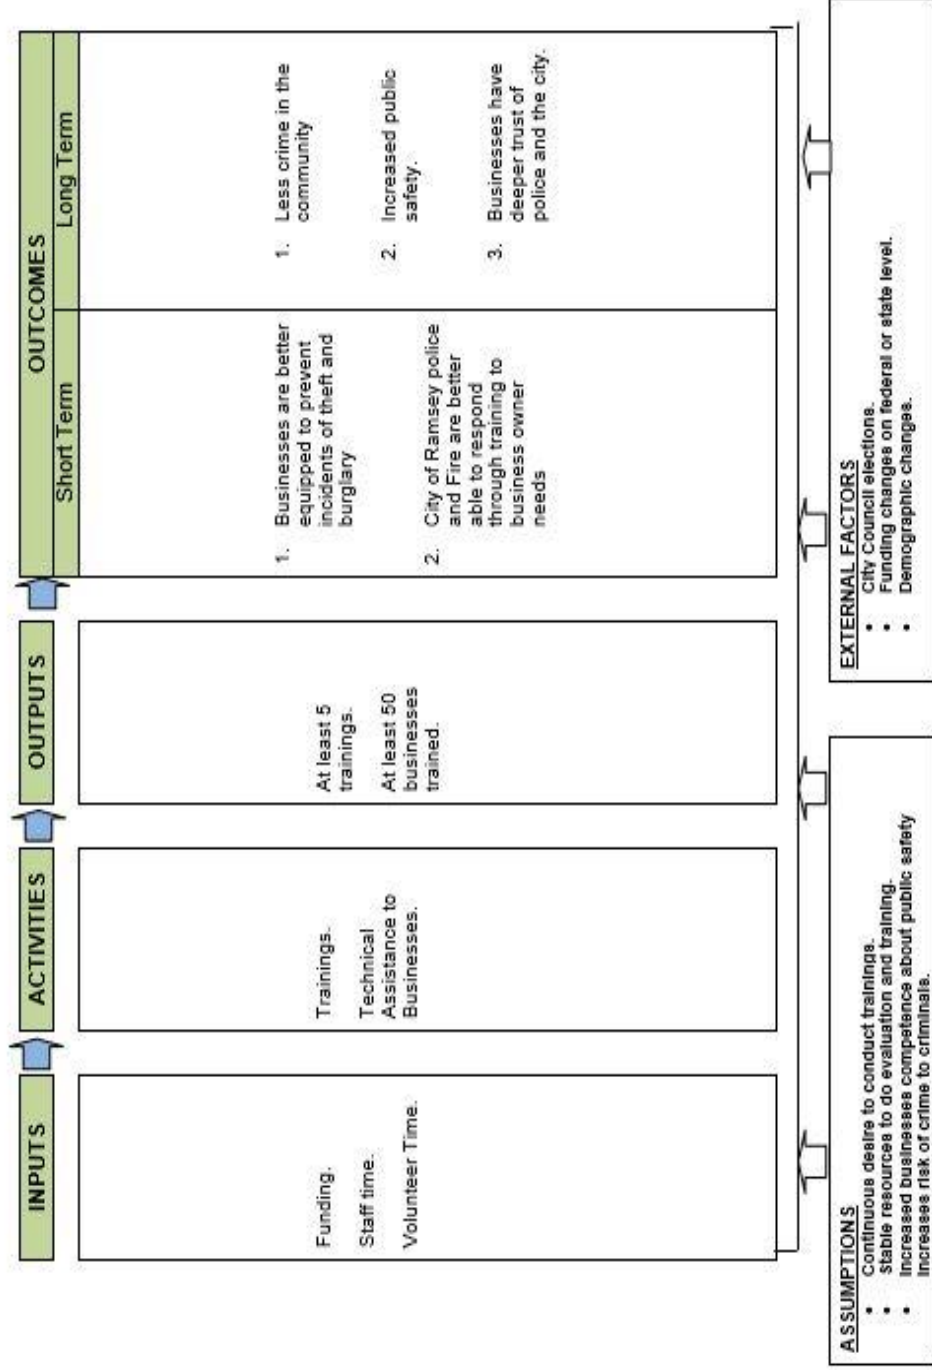 INPUTS
Funding.
Staff time.
Volunteer Time.
ACTIVITIES
Trainings.
Technical
Assistance to
Businesses.
OUTPUTS
At least 5
trainings.
At least 50
businesses
trained.
OUTCOMES
Short Term
1. Businesses are better
equipped to prevent
incidents of theft and
burglary
2. City of Ramsey police
and Fire are better
able to respond
through training to
business owner
needs
Long Term
1. Less crime in the
community
2. Increased public
safety.
3. Businesses have
deeper trust of
police and the city.
ASSUMPTIONS
• Continuous desire to conduct trainings.
• Stable resources to do evaluation and training.
• Increased businesses competence about public safety
Increases risk of crime to criminals.
EXTERNAL FACTORS
• City Council elections.
• Funding changes on federal or state level.
• Demographic changes.